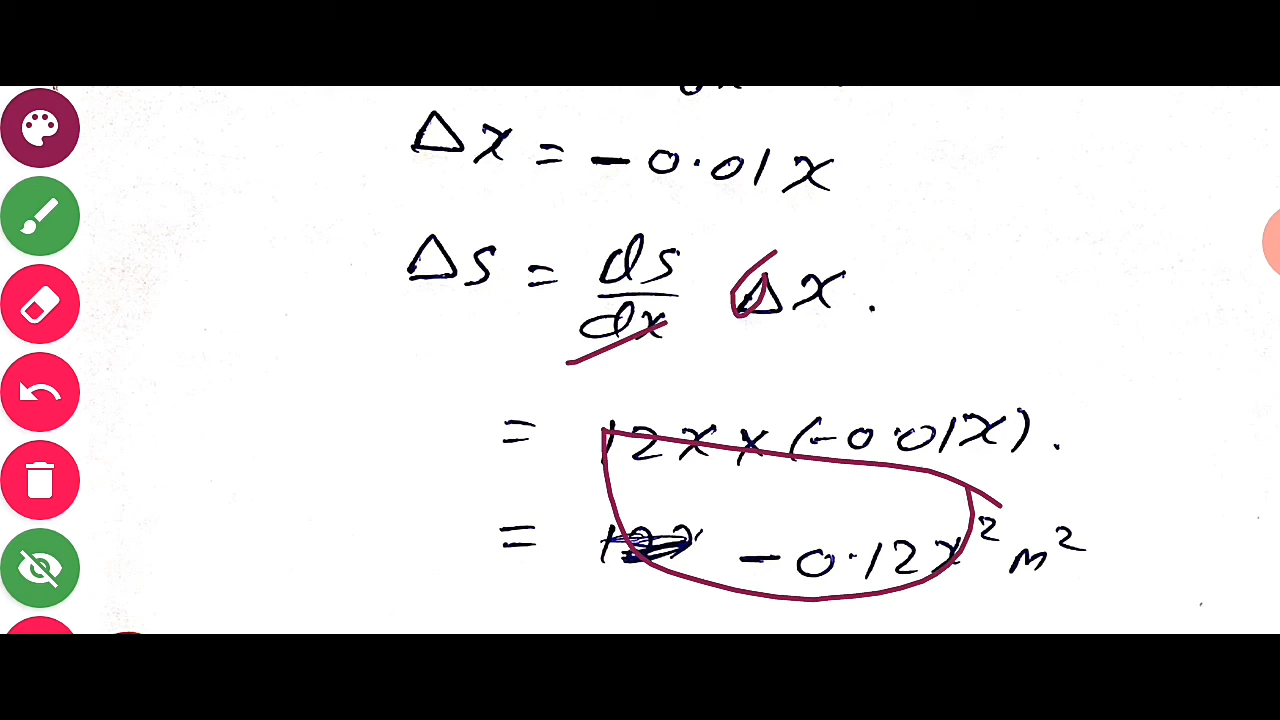 Δx = -0.01x
Δs = ds/dx Δx.
= 12x × (-0.01x).
= -0.12x² m²